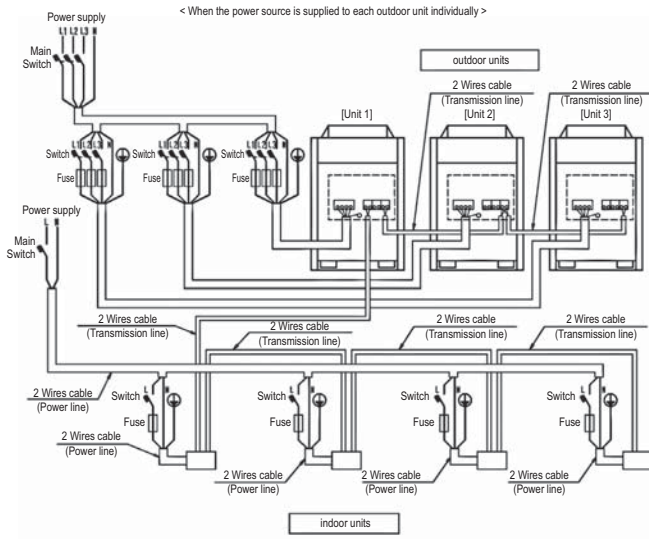 < When the power source is supplied to each outdoor unit individually >
Power supply
L1 L2 L3 N
Main
Switch
outdoor units
2 Wires cable
(Transmission line)
2 Wires cable
(Transmission line)
[Unit 1]
[Unit 2]
[Unit 3]
L1 L2 L3 N
Switch
Fuse
L1 L2 L3 N
Switch
Fuse
L1 L2 L3 N
Switch
Fuse
Power supply
L N
Main
Switch
2 Wires cable
(Transmission line)
2 Wires cable
(Transmission line)
2 Wires cable
(Transmission line)
2 Wires cable
(Transmission line)
2 Wires cable
(Power line)
L N
Switch
Fuse
L N
Switch
Fuse
L N
Switch
Fuse
L N
Switch
Fuse
2 Wires cable
(Power line)
2 Wires cable
(Power line)
2 Wires cable
(Power line)
2 Wires cable
(Power line)
indoor units